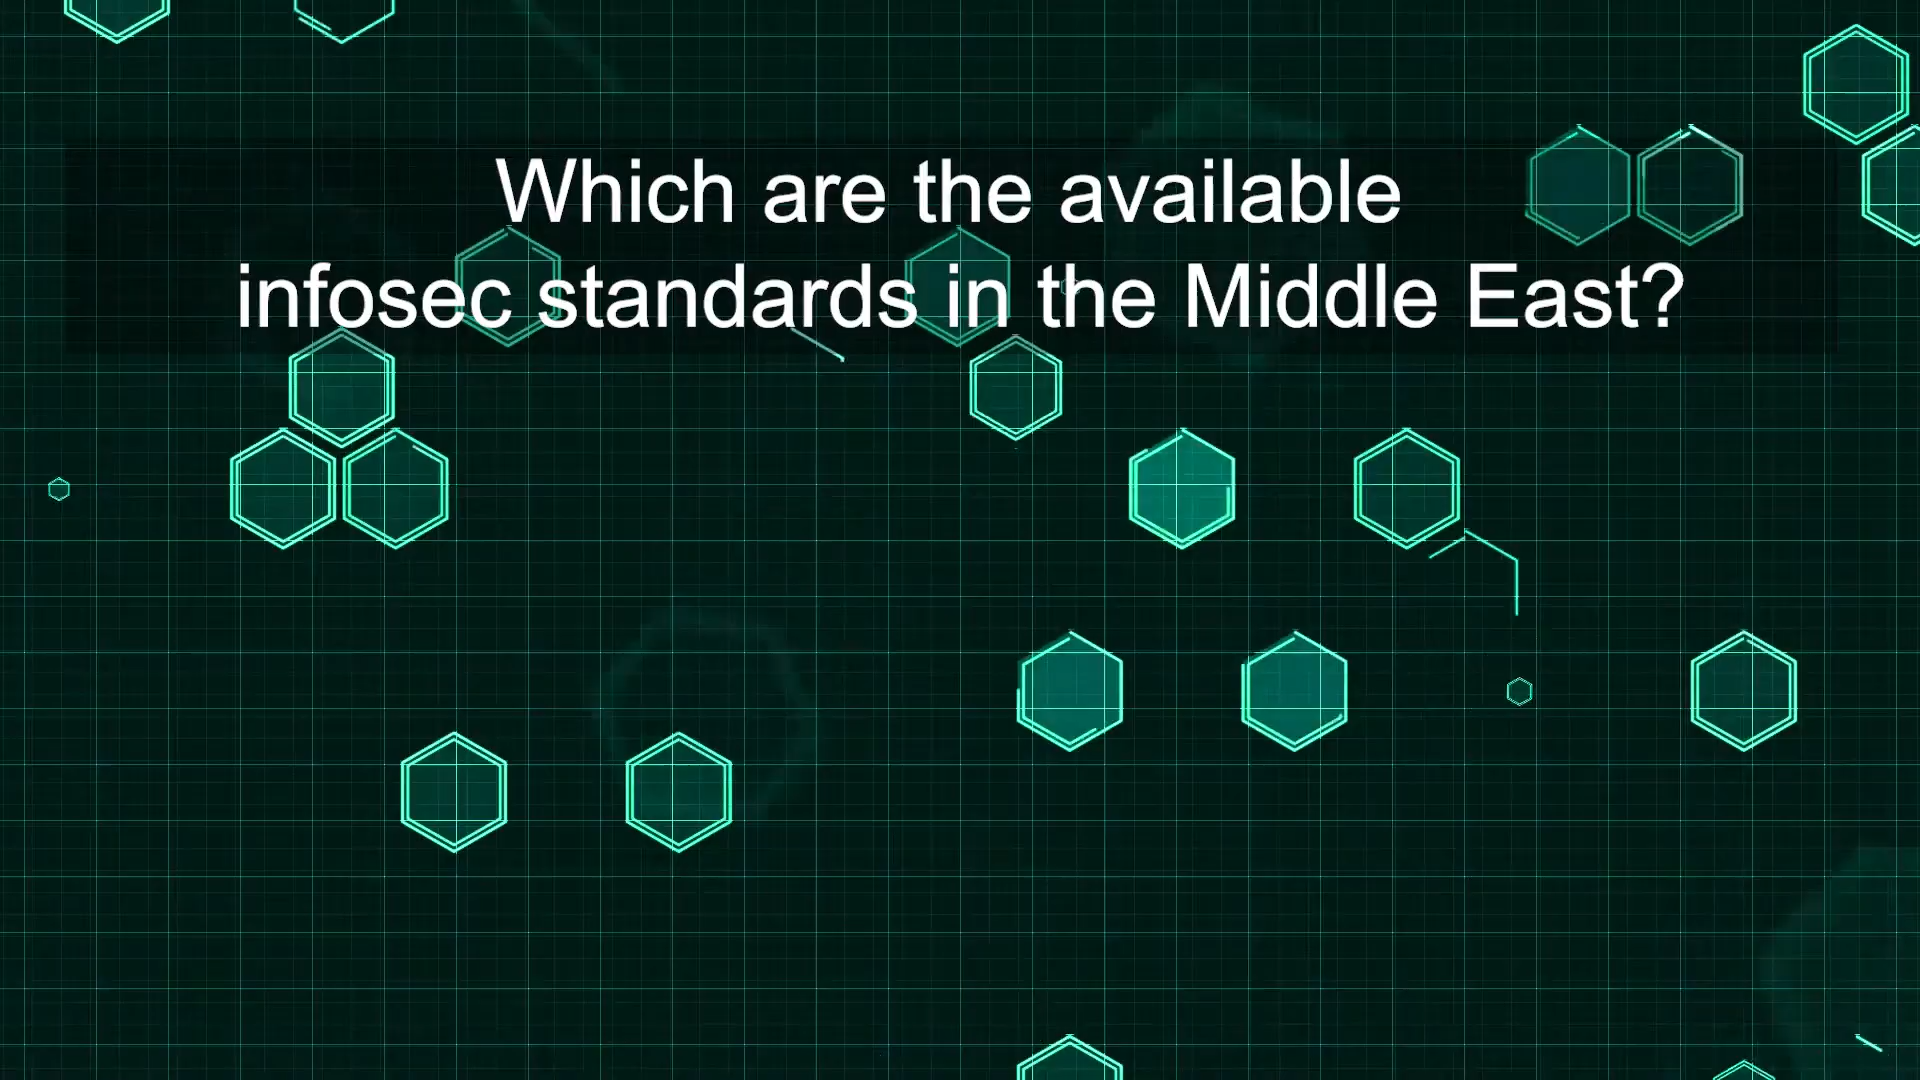 Which are the available
infosec standards in the Middle East?